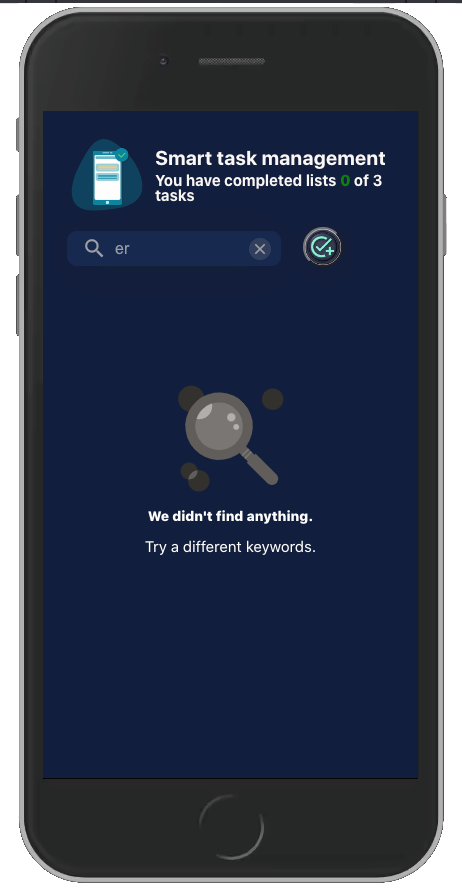 Smart task management
You have completed lists 0 of 3
tasks
er
We didn't find anything.
Try a different keywords.